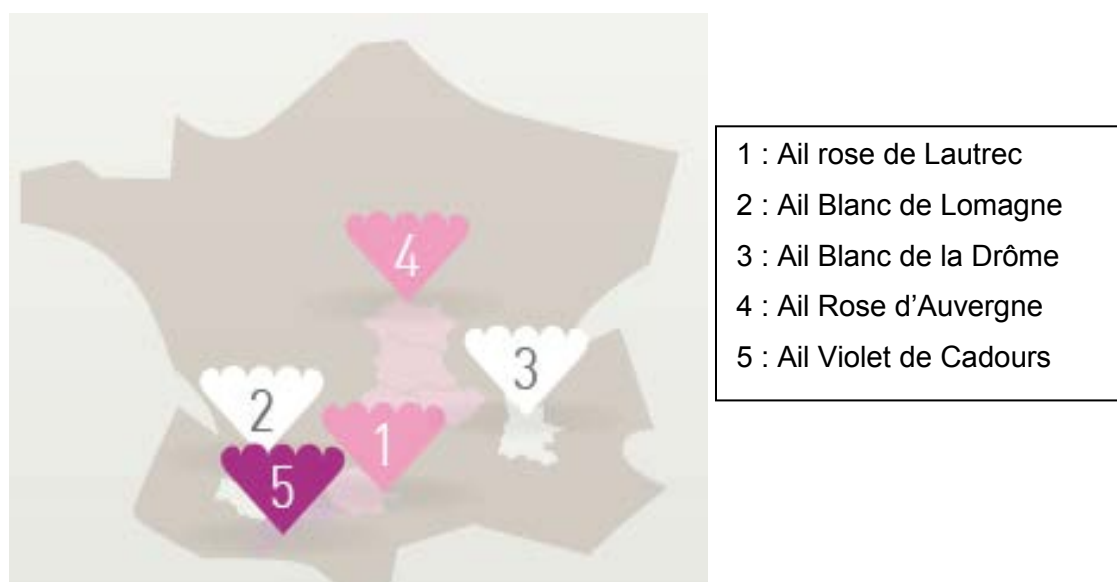 4
3
2
1
5
1 : Ail rose de Lautrec
2 : Ail Blanc de Lomagne
3 : Ail Blanc de la Drôme
4 : Ail Rose d’Auvergne
5 : Ail Violet de Cadours